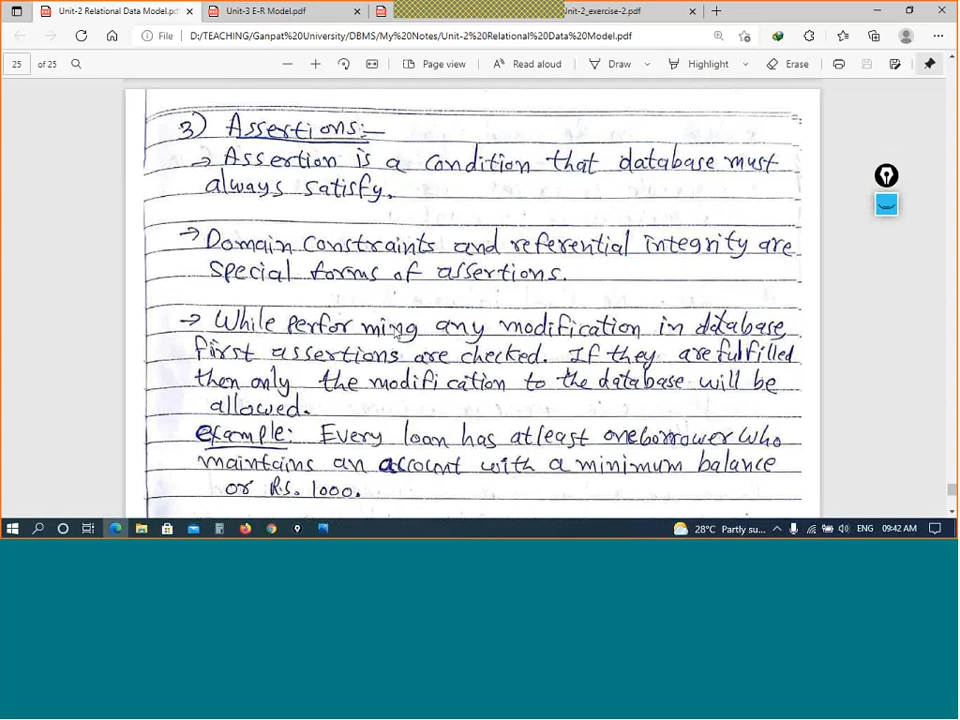 Unit-2 Relational Data Model.pd
Unit-3 E-R Model.pdf
Unit-2_exercise-2.pdf
File
D:/TEACHING/Ganpat%20University/DBMS/My%20Notes/Unit-2%20Relational%20Data%20Model.pdf
25 of 25
Page view
Read aloud
Draw
Highlight
Erase
3) Assertions:-
→ Assertion is a condition that database must
always satisfy.
→ Domain constraints and referential integrity are
special forms of assertions.
→ While performing any modification in database
first assertions are checked. If they are fulfilled
then only the modification to the database will be
allowed.
example: Every loan has atleast one borrower who
maintains an account with a minimum balance
or Rs. 1000.
28°C Partly su...
ENG
09:42 AM